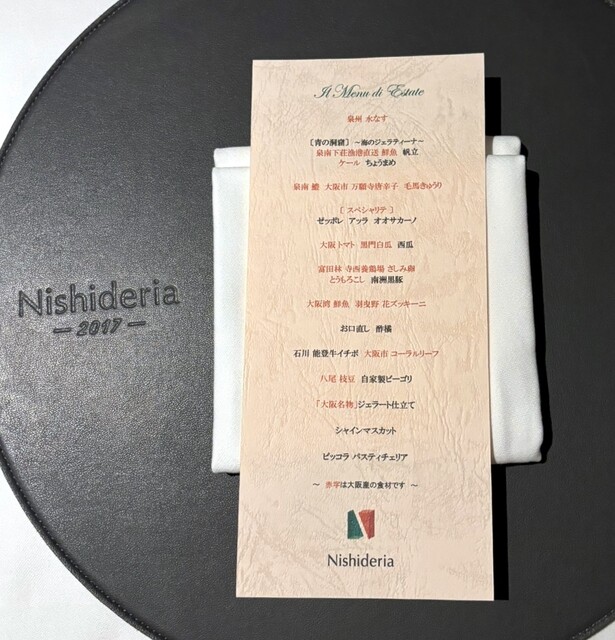 Nishideria
2017
Il Menu di Estate
泉州 水なす
〔青の洞窟〕 ～海のジェラティーナ～
泉南下荘漁港直送 鮮魚 帆立
ケール ちょうまめ
泉南 鱧 大阪市 万願寺唐辛子 毛馬きゅうり
〔 スペシャリテ 〕
ゼッポレ アッラ オオサカーノ
大阪トマト 黒門白瓜 西瓜
富田林 寺西養鶏場 さしみ卵
とうもろこし 南洲黒豚
大阪湾 鮮魚 羽曳野 花ズッキーニ
お口直し 酢橘
石川 能登牛イチボ 大阪市 コーラルリーフ
八尾 枝豆 自家製ビーゴリ
「大阪名物」ジェラート仕立て
シャインマスカット
ピッコラ パスティチェリア
～ 赤字は大阪産の食材です ～
Nishideria